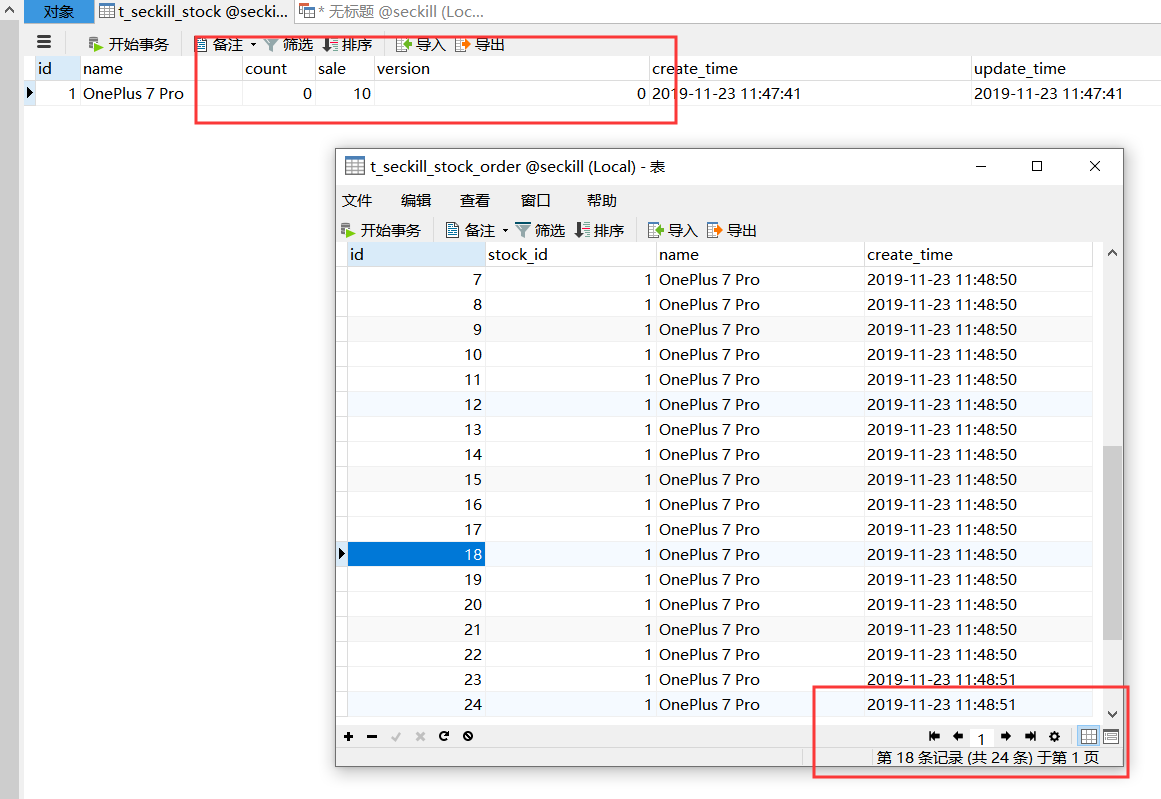 对象 t_seckill_stock @secki... * 无标题 @seckill (Loc...
开始事务 备注 筛选 排序 导入 导出
id name count sale version create_time update_time
1 OnePlus 7 Pro 0 10 0 2019-11-23 11:47:41 2019-11-23 11:47:41
t_seckill_stock_order @seckill (Local) - 表
文件 编辑 查看 窗口 帮助
开始事务 备注 筛选 排序 导入 导出
id stock_id name create_time
7 1 OnePlus 7 Pro 2019-11-23 11:48:50
8 1 OnePlus 7 Pro 2019-11-23 11:48:50
9 1 OnePlus 7 Pro 2019-11-23 11:48:50
10 1 OnePlus 7 Pro 2019-11-23 11:48:50
11 1 OnePlus 7 Pro 2019-11-23 11:48:50
12 1 OnePlus 7 Pro 2019-11-23 11:48:50
13 1 OnePlus 7 Pro 2019-11-23 11:48:50
14 1 OnePlus 7 Pro 2019-11-23 11:48:50
15 1 OnePlus 7 Pro 2019-11-23 11:48:50
16 1 OnePlus 7 Pro 2019-11-23 11:48:50
17 1 OnePlus 7 Pro 2019-11-23 11:48:50
18 1 OnePlus 7 Pro 2019-11-23 11:48:50
19 1 OnePlus 7 Pro 2019-11-23 11:48:50
20 1 OnePlus 7 Pro 2019-11-23 11:48:50
21 1 OnePlus 7 Pro 2019-11-23 11:48:50
22 1 OnePlus 7 Pro 2019-11-23 11:48:50
23 1 OnePlus 7 Pro 2019-11-23 11:48:51
24 1 OnePlus 7 Pro 2019-11-23 11:48:51
1
第 18 条记录 (共 24 条) 于第 1 页